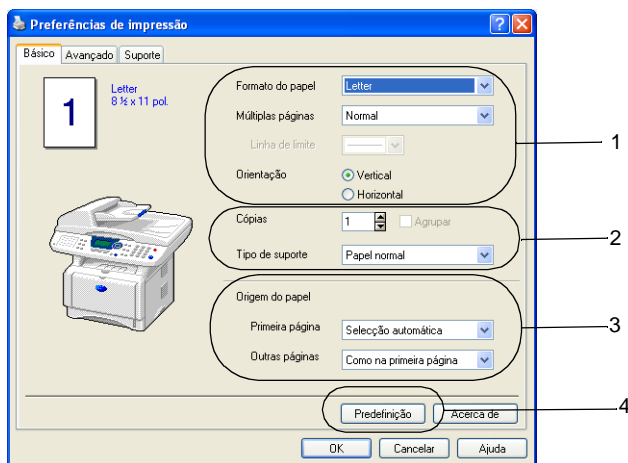 Preferências de impressão
Básico Avançado Suporte
1
Letter
8 ½ x 11 pol.
Formato do papel Letter
Múltiplas páginas Normal
Linha de limite
Orientação Vertical
Horizontal
1
Cópias 1 Agrupar
2
Tipo de suporte Papel normal
Origem do papel
Primeira página Selecção automática
3
Outras páginas Como na primeira página
Predefinição Acerca de
4
OK Cancelar Ajuda